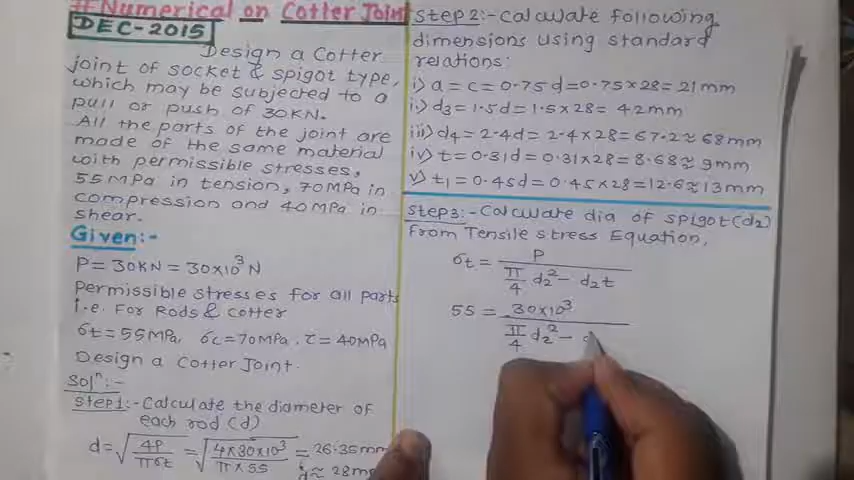 #Numerical on Cotter Joint
DEC-2015
Design a Cotter
joint of socket & spigot type,
which may be subjected to a
pull or push of 30KN.
All the parts of the joint are
made of the same material
with permissible stresses,
55MPa in tension, 70MPa in
compression and 40MPa in
shear.
Given:-
P = 30KN = 30×10³ N
Permissible stresses for all parts
i.e. For Rods & cotter
σt = 55MPa, σc = 70MPa, τ = 40MPa
Design a Cotter Joint.
Solⁿ:-
Step1:- Calculate the diameter of
each rod (d)
d = √(4P/πσt) = √(4×30×10³/π×55) = 26.35mm
d ≈ 28mm
Step2:- Calculate following
dimensions using standard
relations:
i) a = c = 0.75d = 0.75×28 = 21mm
ii) d3 = 1.5d = 1.5×28 = 42mm
iii) d4 = 2.4d = 2.4×28 = 67.2 ≈ 68mm
iv) t = 0.31d = 0.31×28 = 8.68 ≈ 9mm
v) t1 = 0.45d = 0.45×28 = 12.6 ≈ 13mm
Step3:- Calculate dia of spigot (d2)
From Tensile stress Equation,
σt = P / (π/4 d2² - d2t)
55 = 30×10³ / (π/4 d2² - d